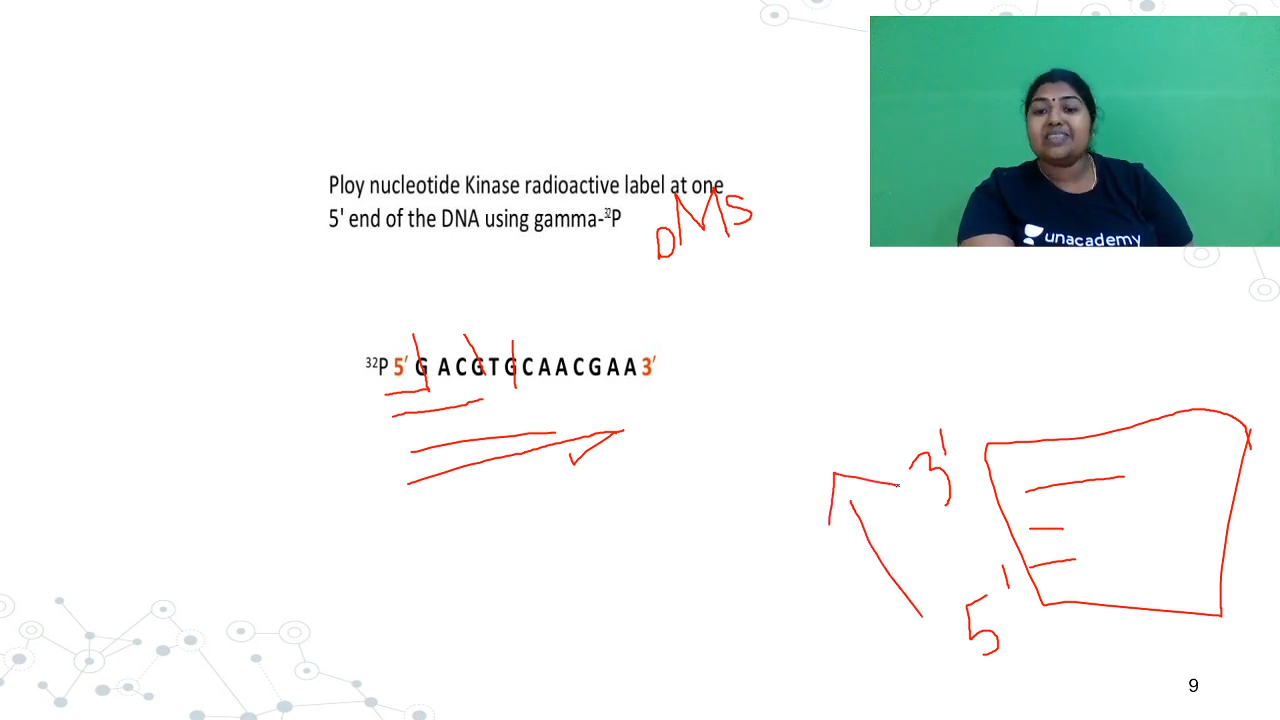 Ploy nucleotide Kinase radioactive label at one
5' end of the DNA using gamma-³²P
DMS
unacademy
³²P 5' G A C G T G C A A C G A A 3'
3'
5'
9